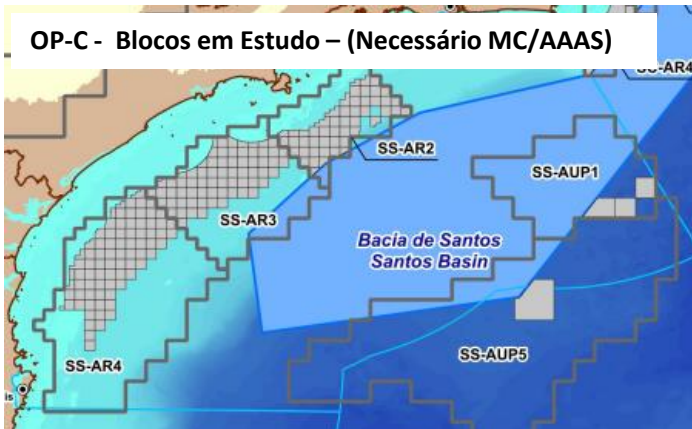 OP-C - Blocos em Estudo – (Necessário MC/AAAS)
SS-AR4
SS-AR2
SS-AUP1
SS-AR3
Bacia de Santos
Santos Basin
SS-AUP5
SS-AR4
is